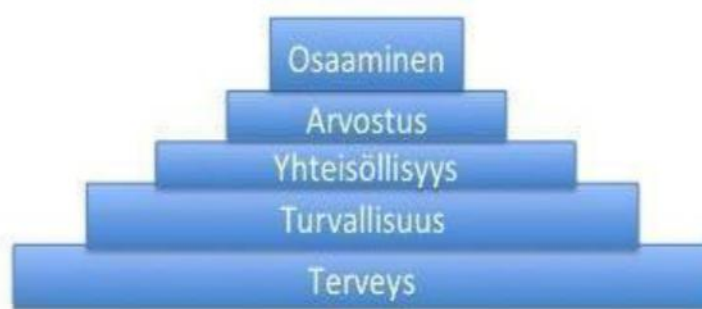 Osaaminen
Arvostus
Yhteisöllisyys
Turvallisuus
Terveys